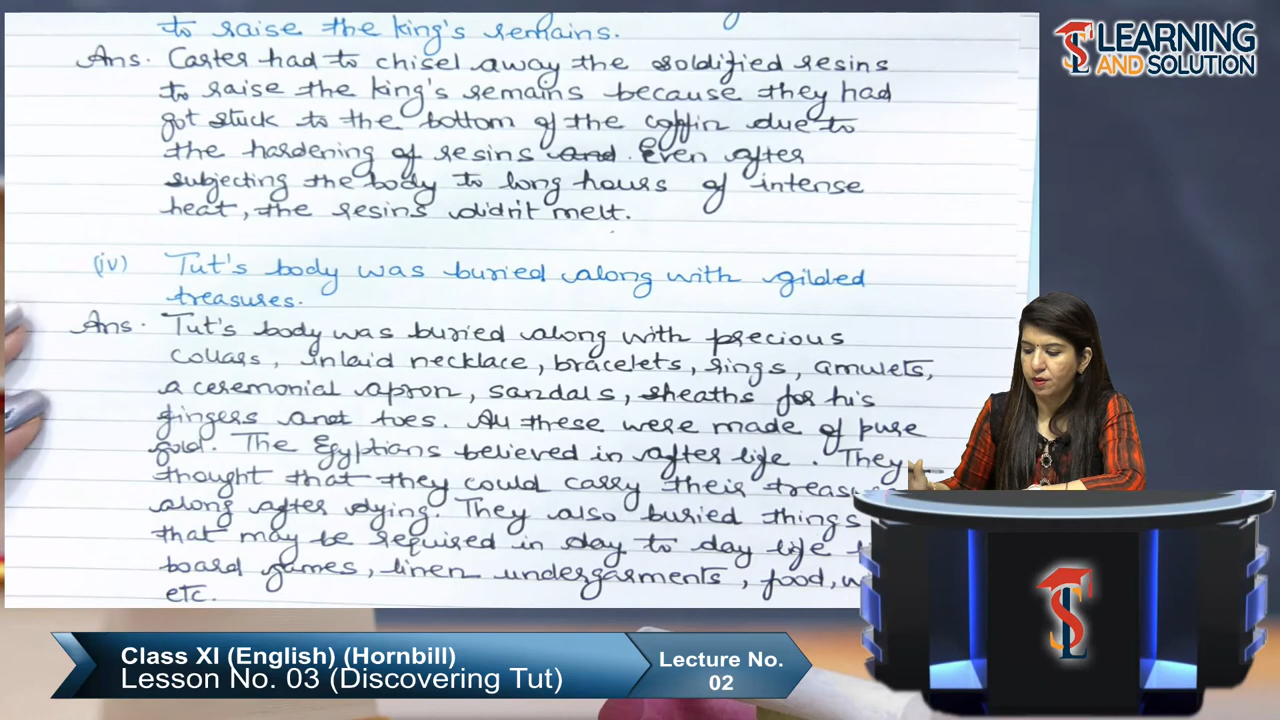 to raise the king's remains.
Ans. Carter had to chisel away the soldified resins
to raise the king's remains because they had
got stuck to the bottom of the coffin due to
the hardening of resins and. Even after
subjecting the body to long hours of intense
heat, the resins didn't melt.
(iv) Tut's body was buried along with gilded
treasures.
Ans. Tut's body was buried along with precious
collars, inlaid necklace, bracelets, rings, amulets,
a ceremonial apron, sandals, sheaths for his
fingers and toes. All these were made of pure
gold. The Egyptians believed in after life. They
thought that they could carry their
along after dying. They also buried things
that may be required in day to day life
board games, linen undergarments, food,
etc.
LEARNING
AND SOLUTION
Class XI (English) (Hornbill)
Lesson No. 03 (Discovering Tut)
Lecture No.
02